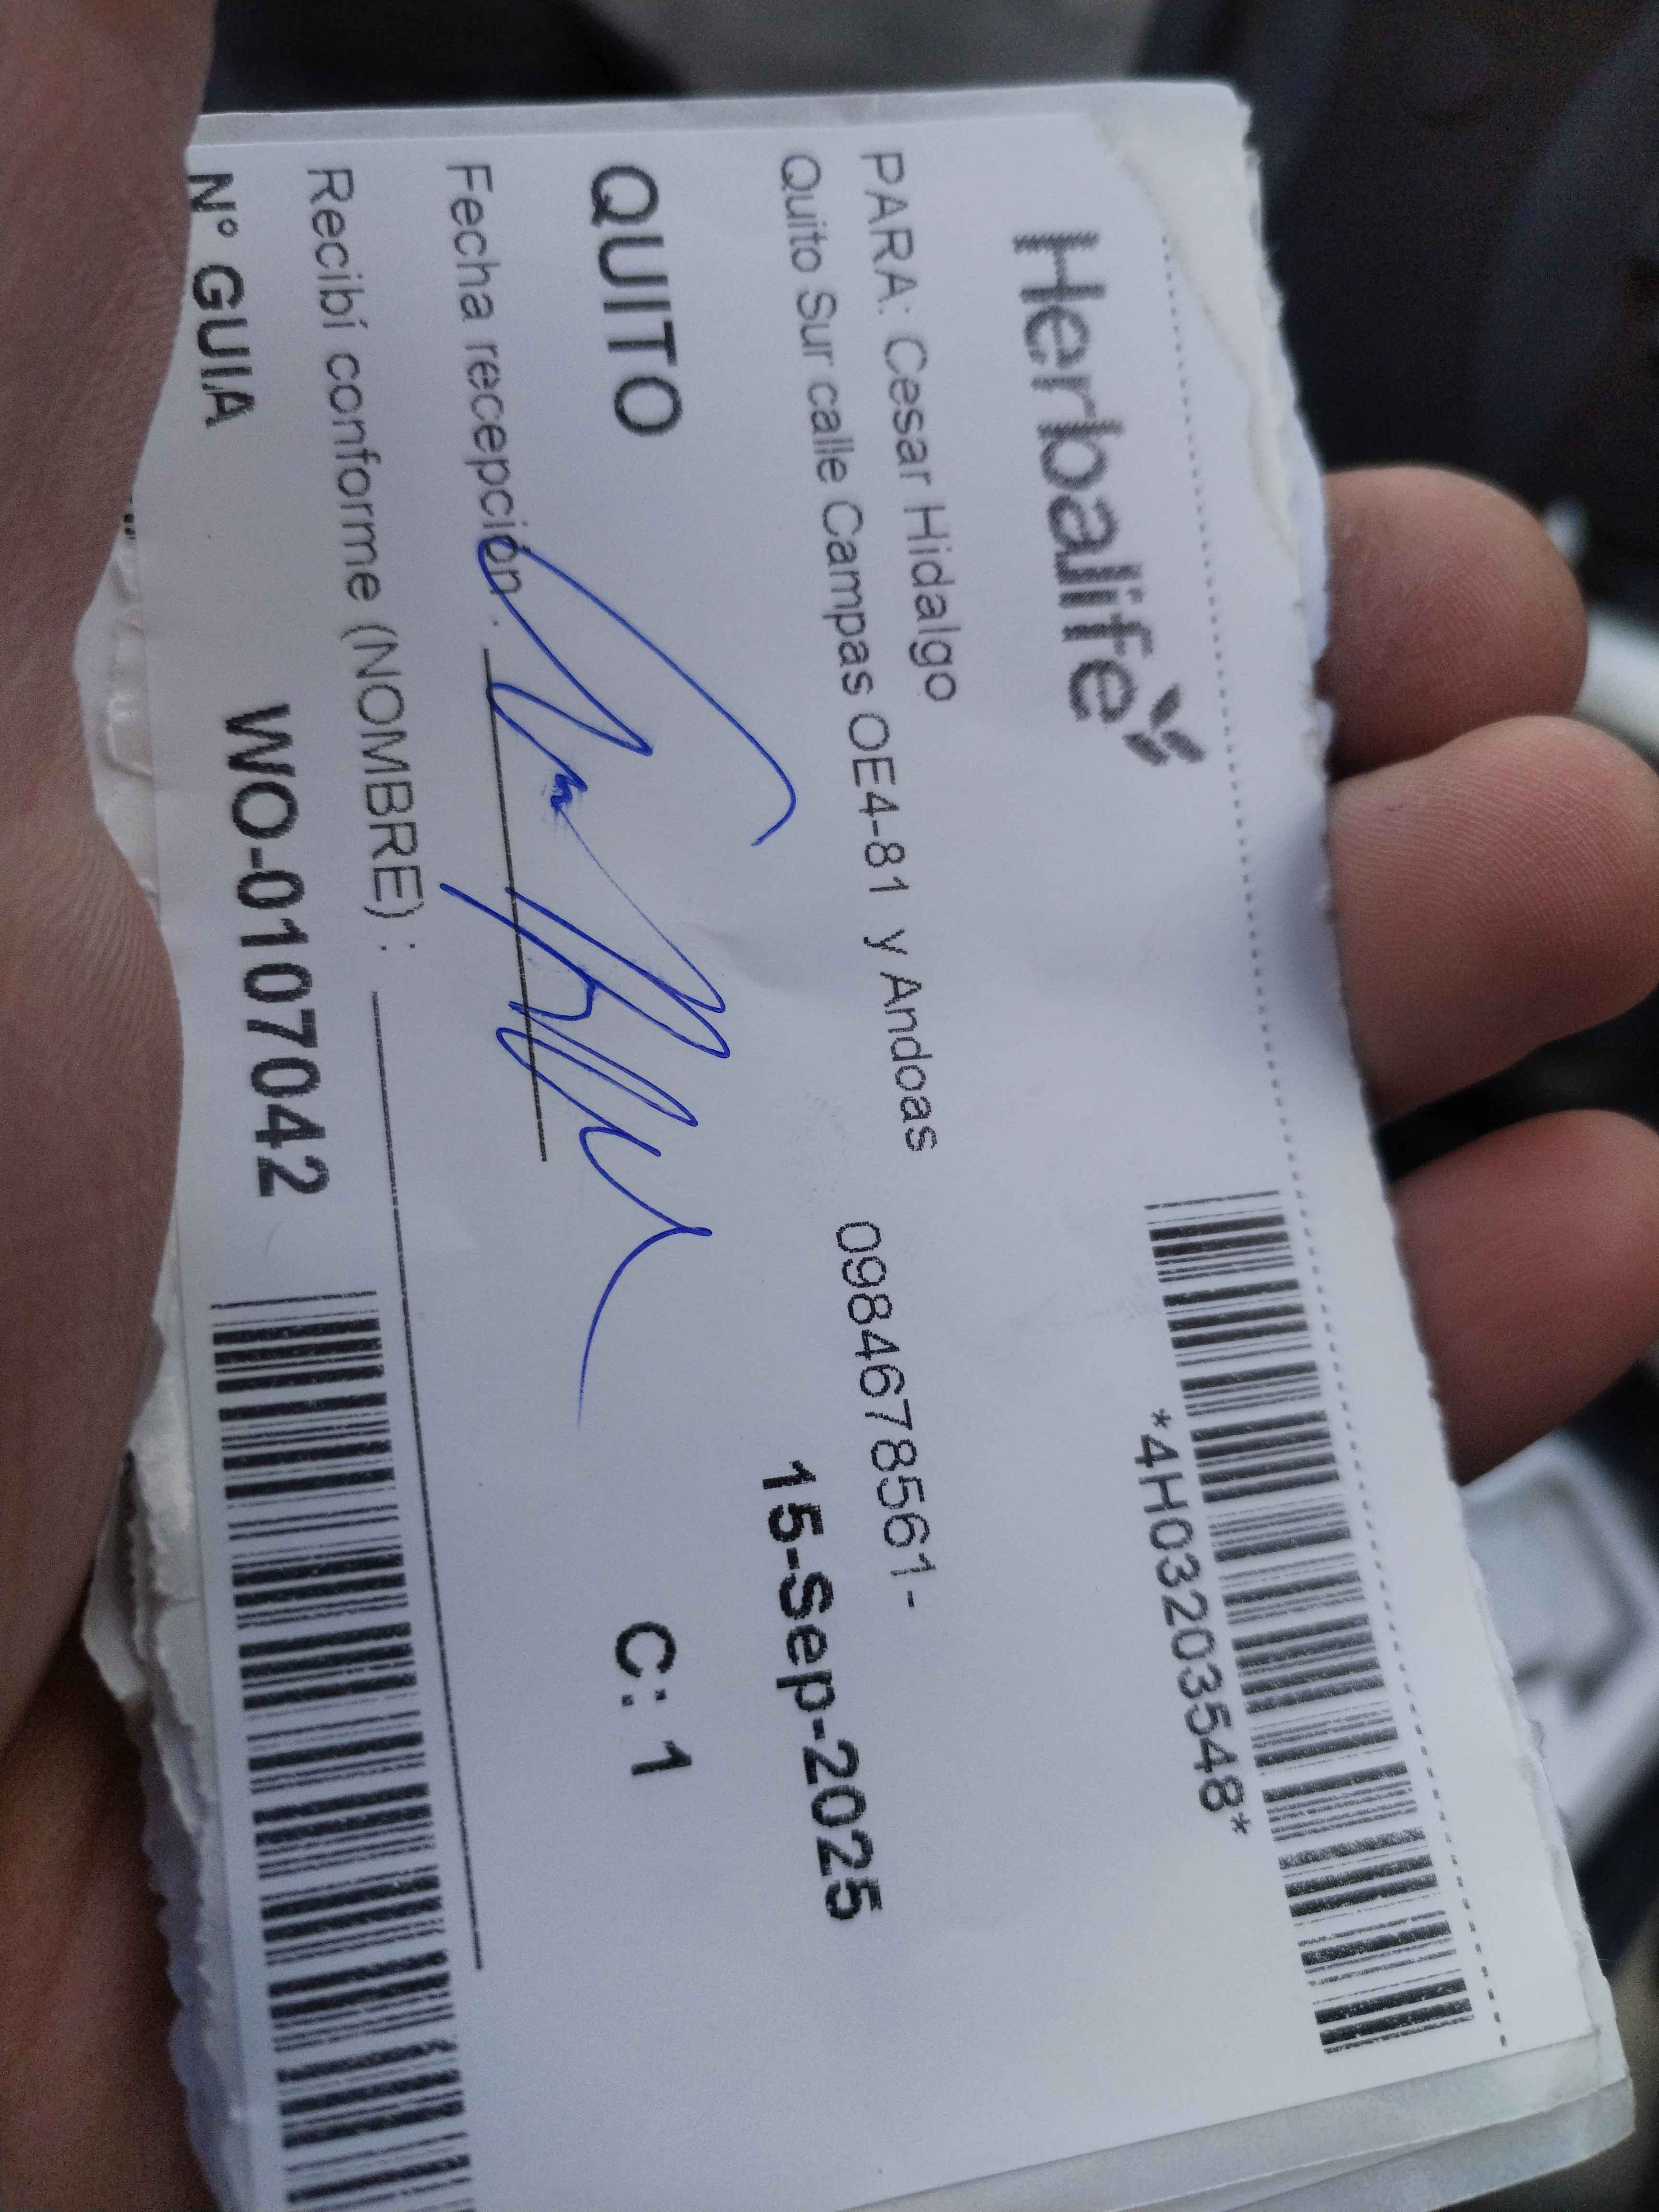 Herbalife
*4H03203548*
PARA: Cesar Hidalgo
Quito Sur calle Campas OE4-81 y Andoas 0984678561-
15-Sep-2025
QUITO C: 1
Fecha recepción :
Recibí conforme (NOMBRE) :
N° GUIA WO-0107042